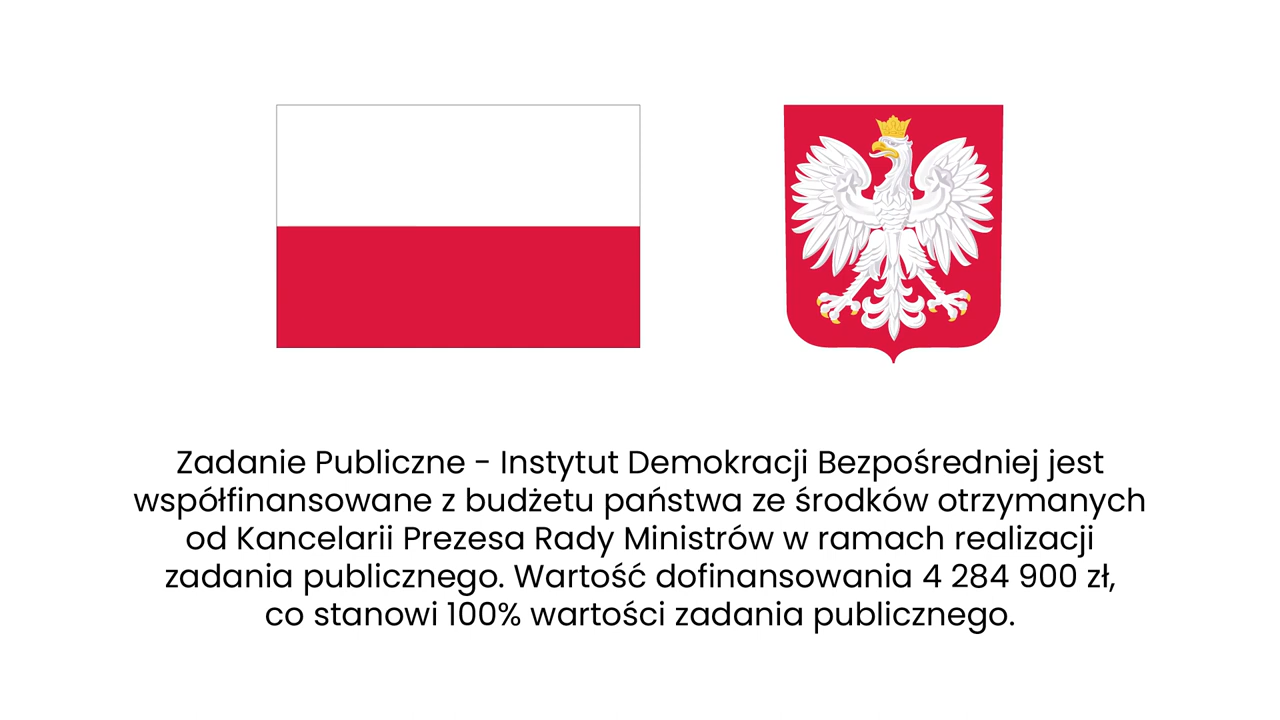 Zadanie Publiczne - Instytut Demokracji Bezpośredniej jest
współfinansowane z budżetu państwa ze środków otrzymanych
od Kancelarii Prezesa Rady Ministrów w ramach realizacji
zadania publicznego. Wartość dofinansowania 4 284 900 zł,
co stanowi 100% wartości zadania publicznego.